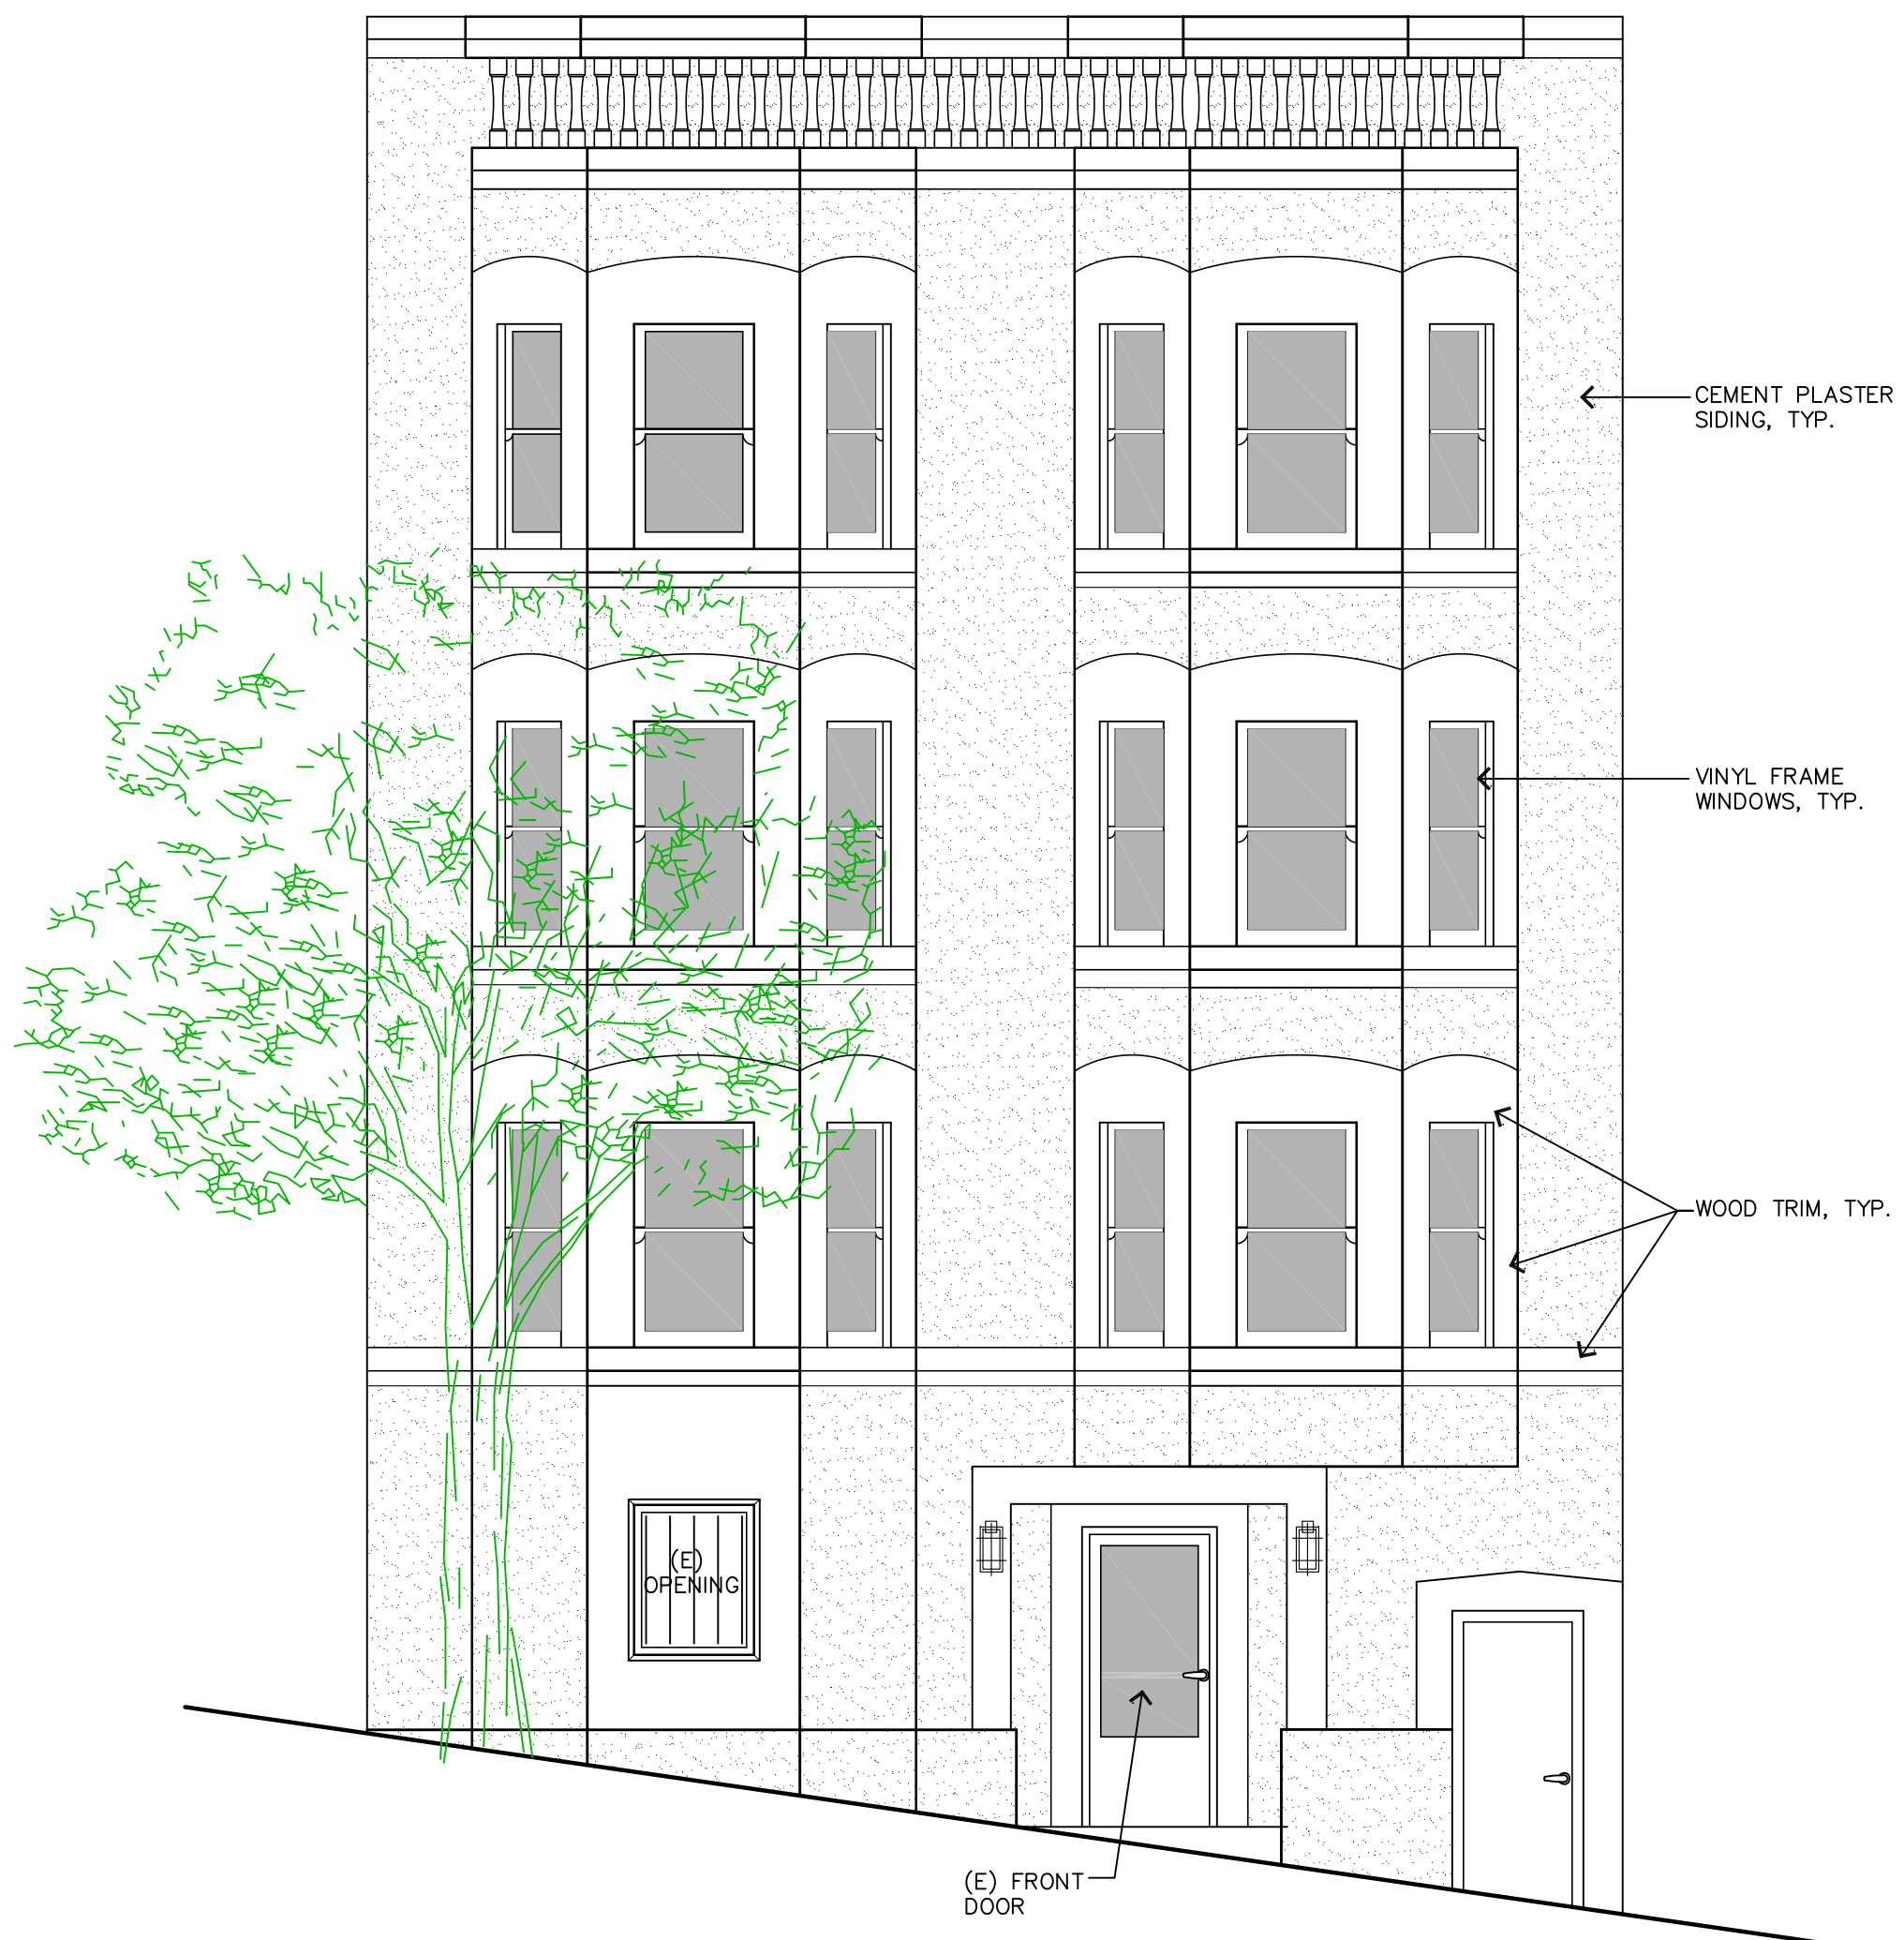 CEMENT PLASTER
SIDING, TYP.
VINYL FRAME
WINDOWS, TYP.
WOOD TRIM, TYP.
(E)
OPENING
(E) FRONT
DOOR